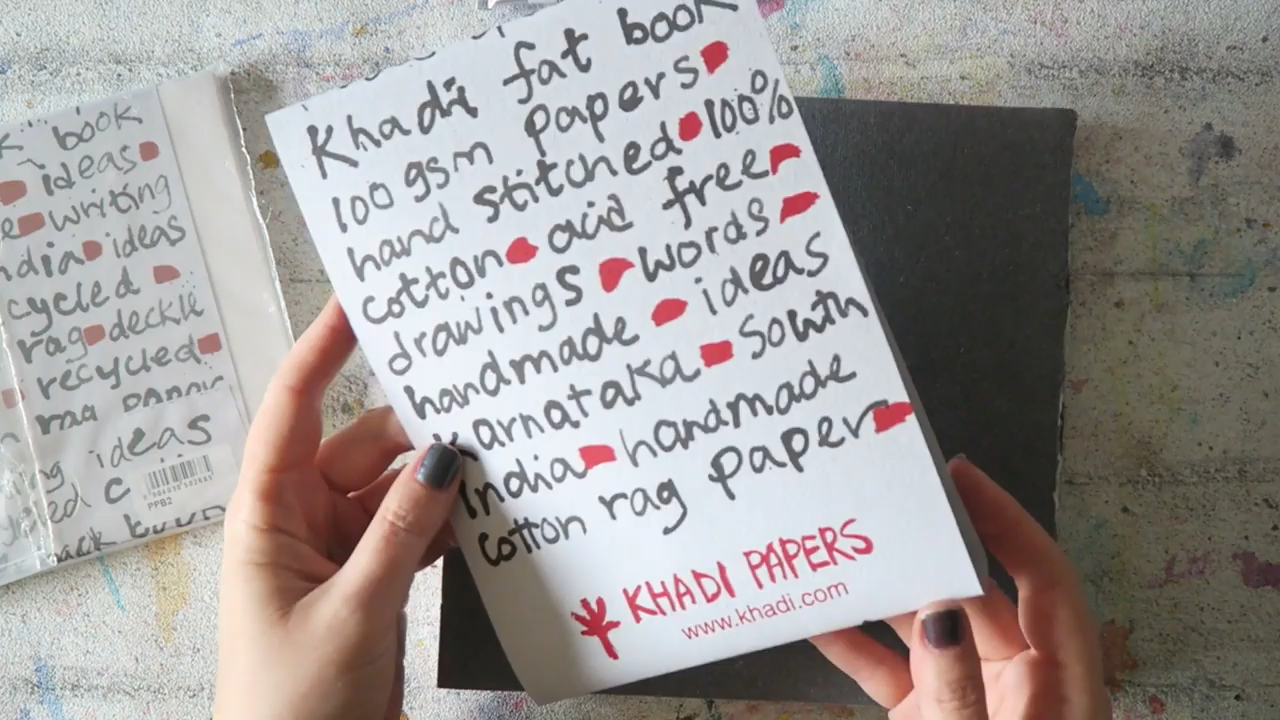 Khadi fat book
100 gsm papers
hand stitched 100%
cotton acid free
drawings words
handmade ideas
Karnataka South
India handmade
Cotton rag paper
KHADI PAPERS
www.khadi.com
book
ideas
writing
ideas
cycled
rag deckle
recycled
rag paper
ideas
PPB2